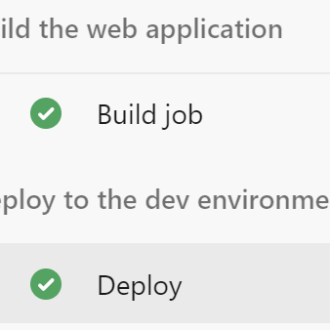 ild the web application
Build job
eploy to the dev environme
Deploy